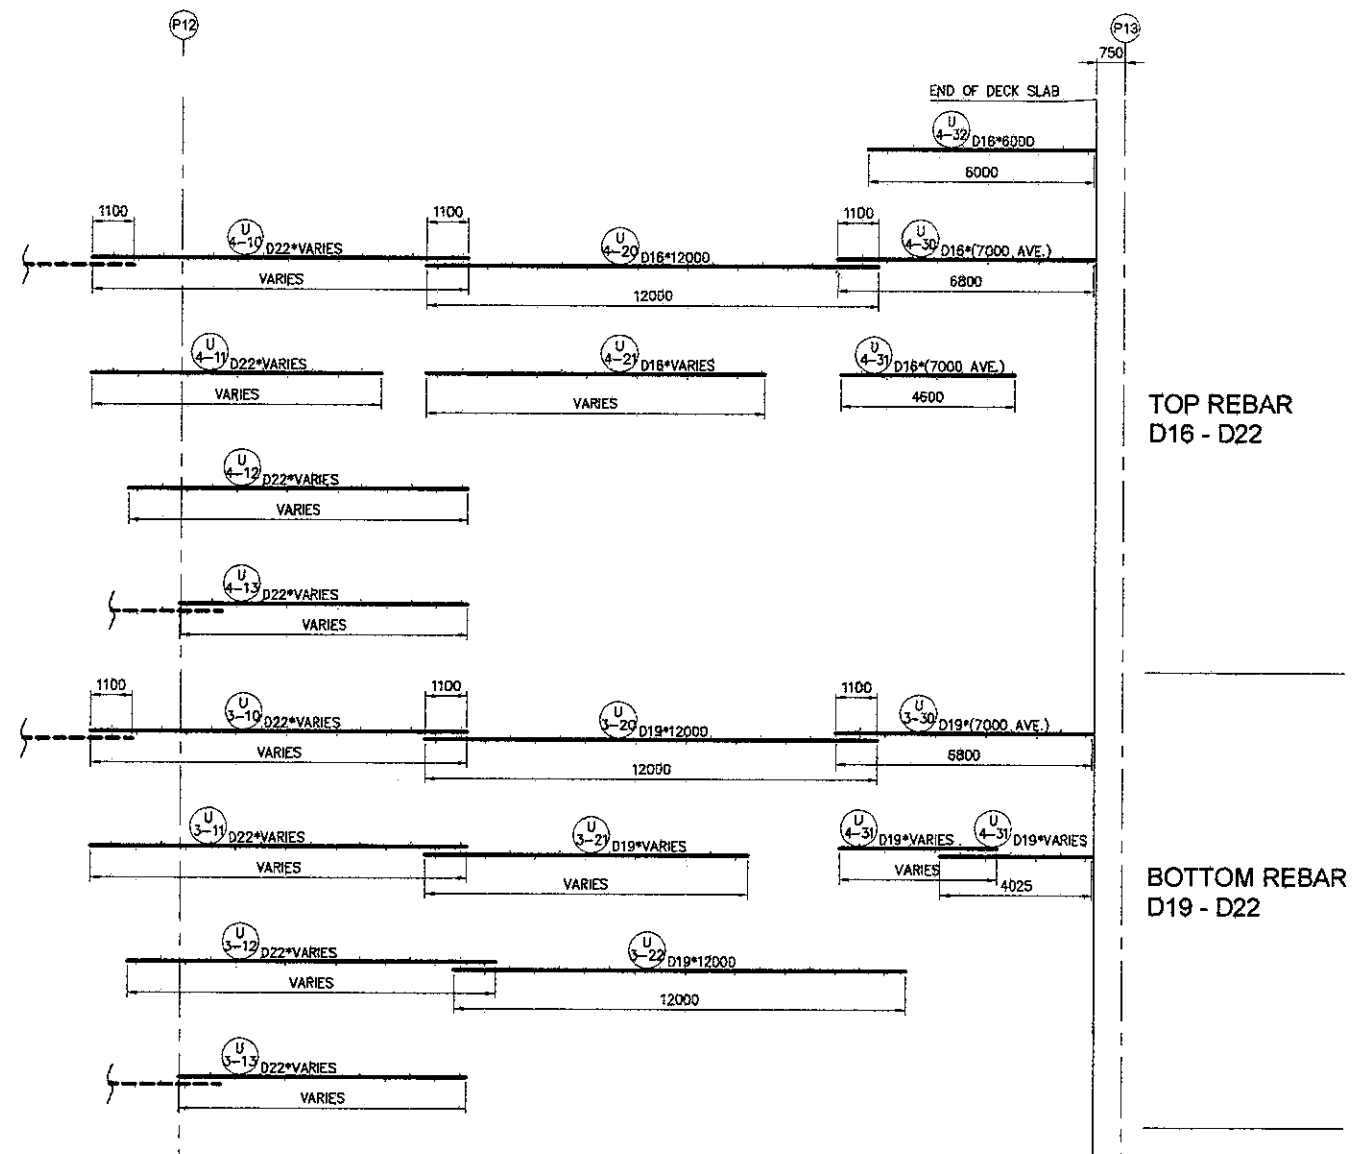 P12
P13
750
END OF DECK SLAB
U
4-32 D16*6000
6000
1100
1100
1100
U
4-10 D22*VARIES
VARIES
U
4-20 D16*12000
12000
U
4-30 D16*(7000 AVE.)
6800
U
4-11 D22*VARIES
VARIES
U
4-21 D16*VARIES
VARIES
U
4-31 D16*(7000 AVE.)
4600
TOP REBAR
D16 - D22
U
4-12 D22*VARIES
VARIES
U
4-13 D22*VARIES
VARIES
1100
1100
1100
U
3-10 D22*VARIES
VARIES
U
3-20 D19*12000
12000
U
3-30 D19*(7000 AVE.)
6800
U
3-11 D22*VARIES
VARIES
U
3-21 D19*VARIES
VARIES
U
4-31 D19*VARIES
VARIES
U
4-31 D19*VARIES
4025
BOTTOM REBAR
D19 - D22
U
3-12 D22*VARIES
VARIES
U
3-22 D19*12000
12000
U
3-13 D22*VARIES
VARIES